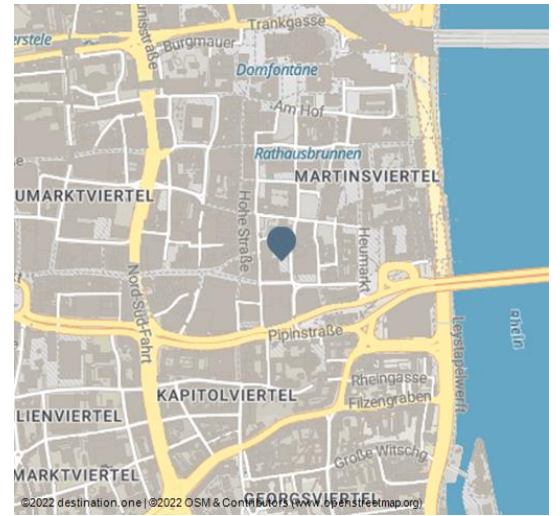 Trankgasse
Burgmauer
Domfontäne
Am Hof
Rathausbrunnen
MARTINSVIERTEL
UMARKTVIERTEL
Hohe Straße
Heumarkt
Nord-Süd-Fahrt
Pipinstraße
Leystapelwerft
Rhein
Rheingasse
KAPITOLVIERTEL
Filzengraben
LIENVIERTEL
Große Witschg.
MARKTVIERTEL
GEORGSVIERTEL
©2022 destination.one | ©2022 OSM & Contributors (www.openstreetmap.org)